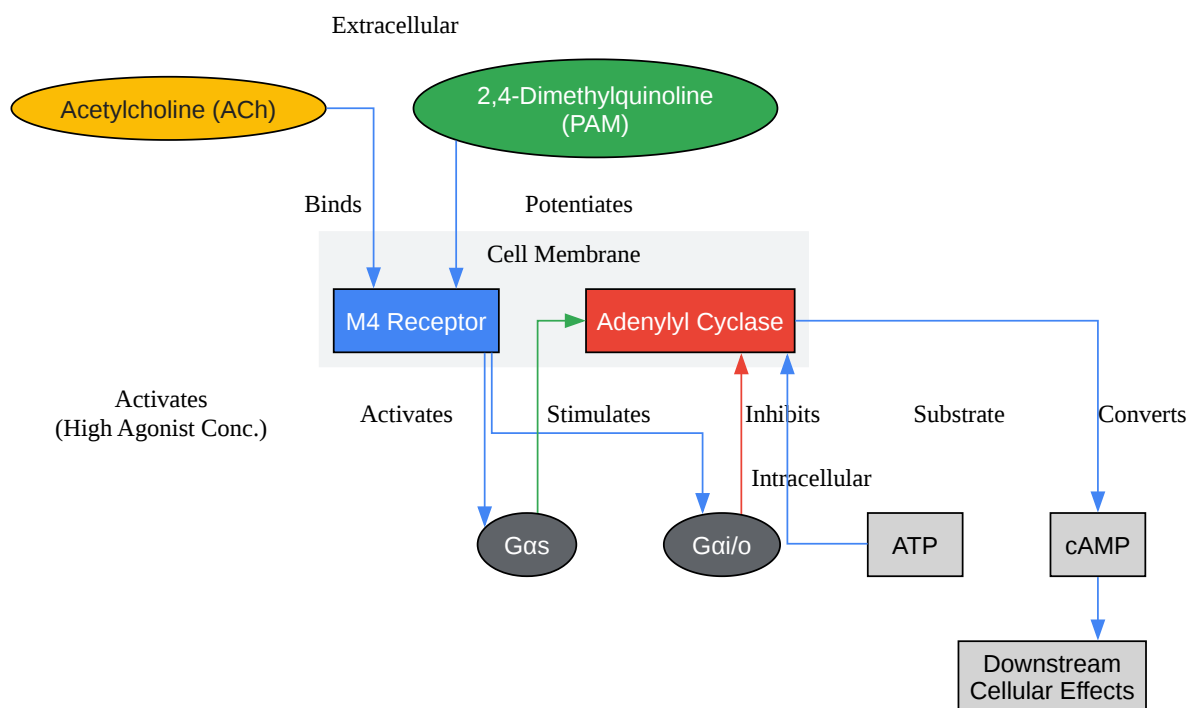 Extracellular
Acetylcholine (ACh)
2,4-Dimethylquinoline
(PAM)
Binds
Potentiates
Cell Membrane
M4 Receptor
Adenylyl Cyclase
Activates
(High Agonist Conc.)
Activates
Stimulates
Inhibits
Substrate
Converts
Intracellular
Gαs
Gαi/o
ATP
cAMP
Downstream
Cellular Effects